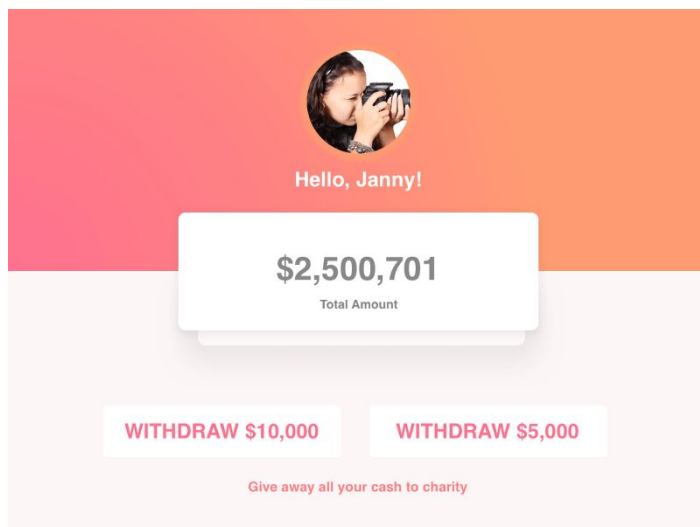 Hello, Janny!
$2,500,701
Total Amount
WITHDRAW $10,000
WITHDRAW $5,000
Give away all your cash to charity